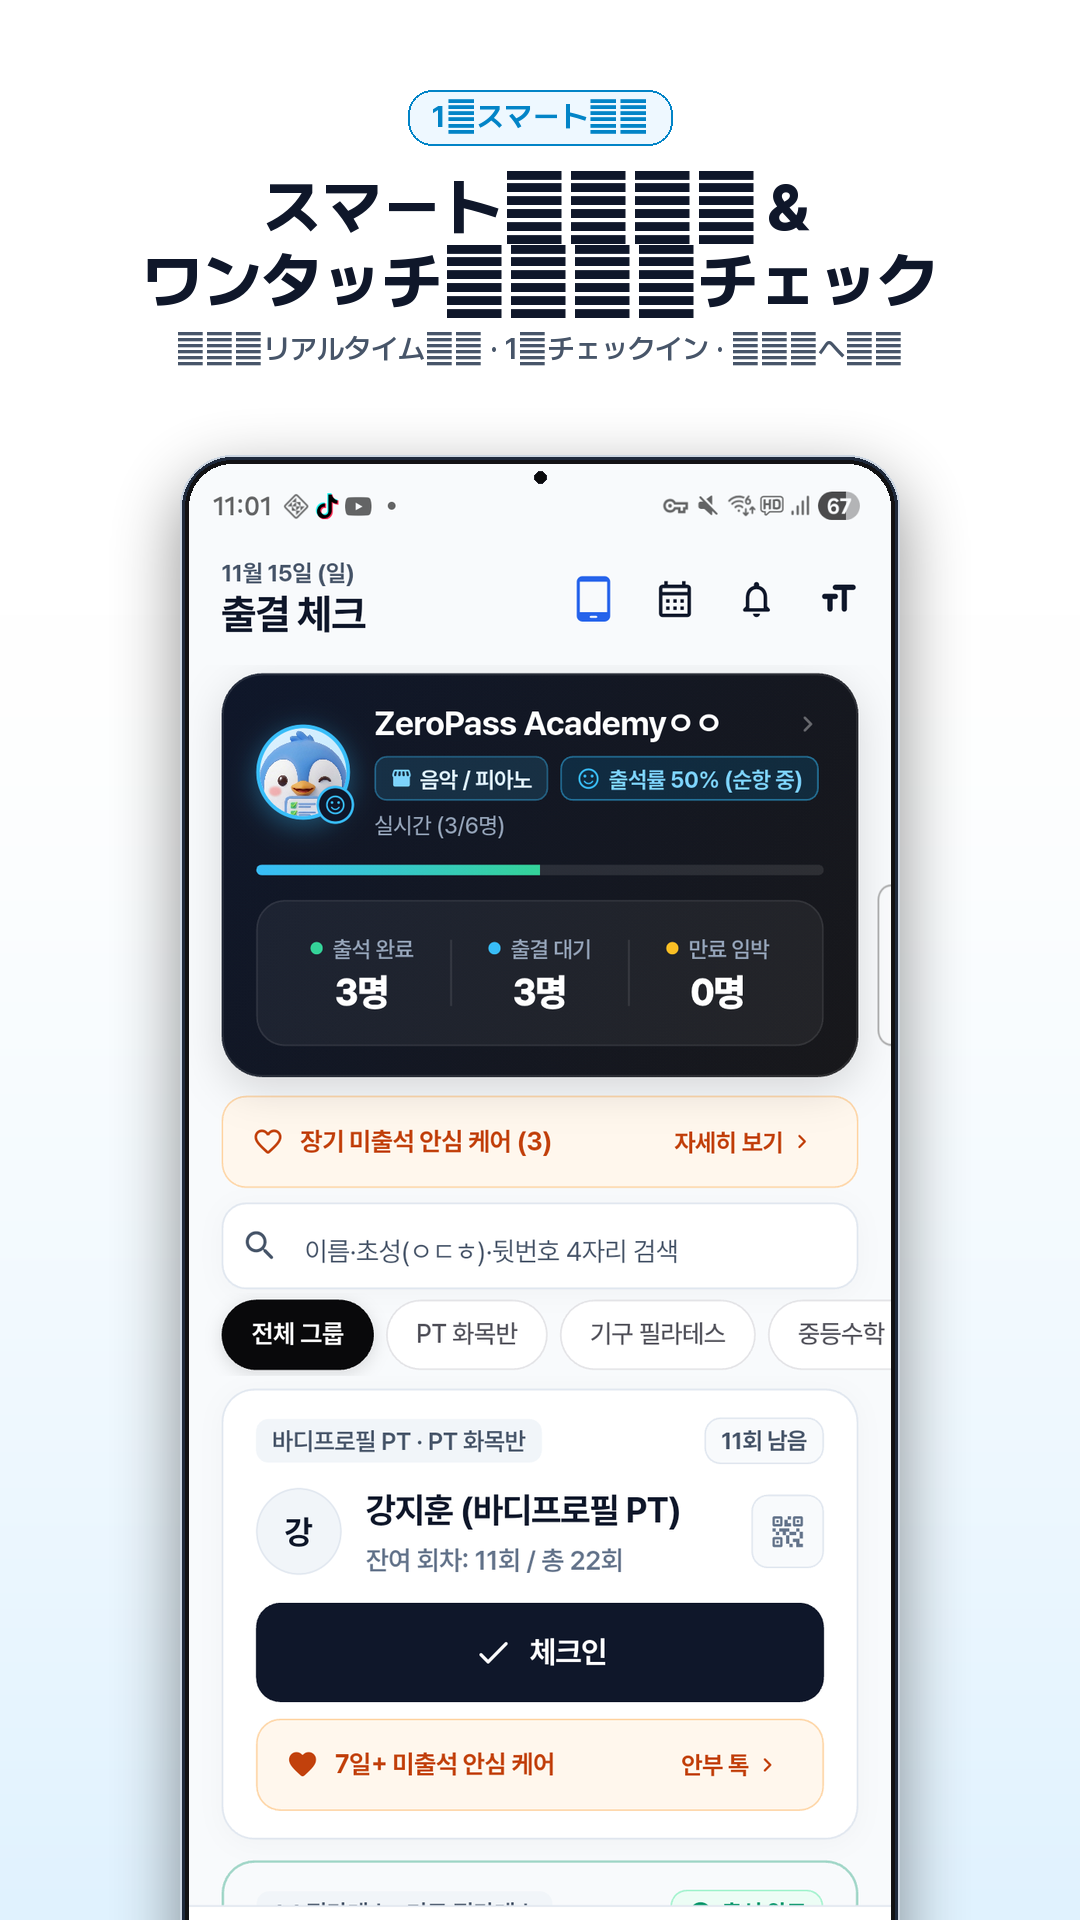 1スマート
スマート &
ワンタッチ チェック
リアルタイム · 1 チェックイン · へ
11:01
HD
67
11월 15일 (일)
출결 체크
ZeroPass Academyㅇㅇ
음악 / 피아노
출석률 50% (순항 중)
실시간 (3/6명)
출석 완료
출결 대기
만료 임박
3명
3명
0명
장기 미출석 안심 케어 (3)
자세히 보기
이름·초성(ㅇㄷㅎ)·뒷번호 4자리 검색
전체 그룹
PT 화목반
기구 필라테스
중등수학
바디프로필 PT · PT 화목반
11회 남음
강
강지훈 (바디프로필 PT)
잔여 회차: 11회 / 총 22회
체크인
7일+ 미출석 안심 케어
안부 톡